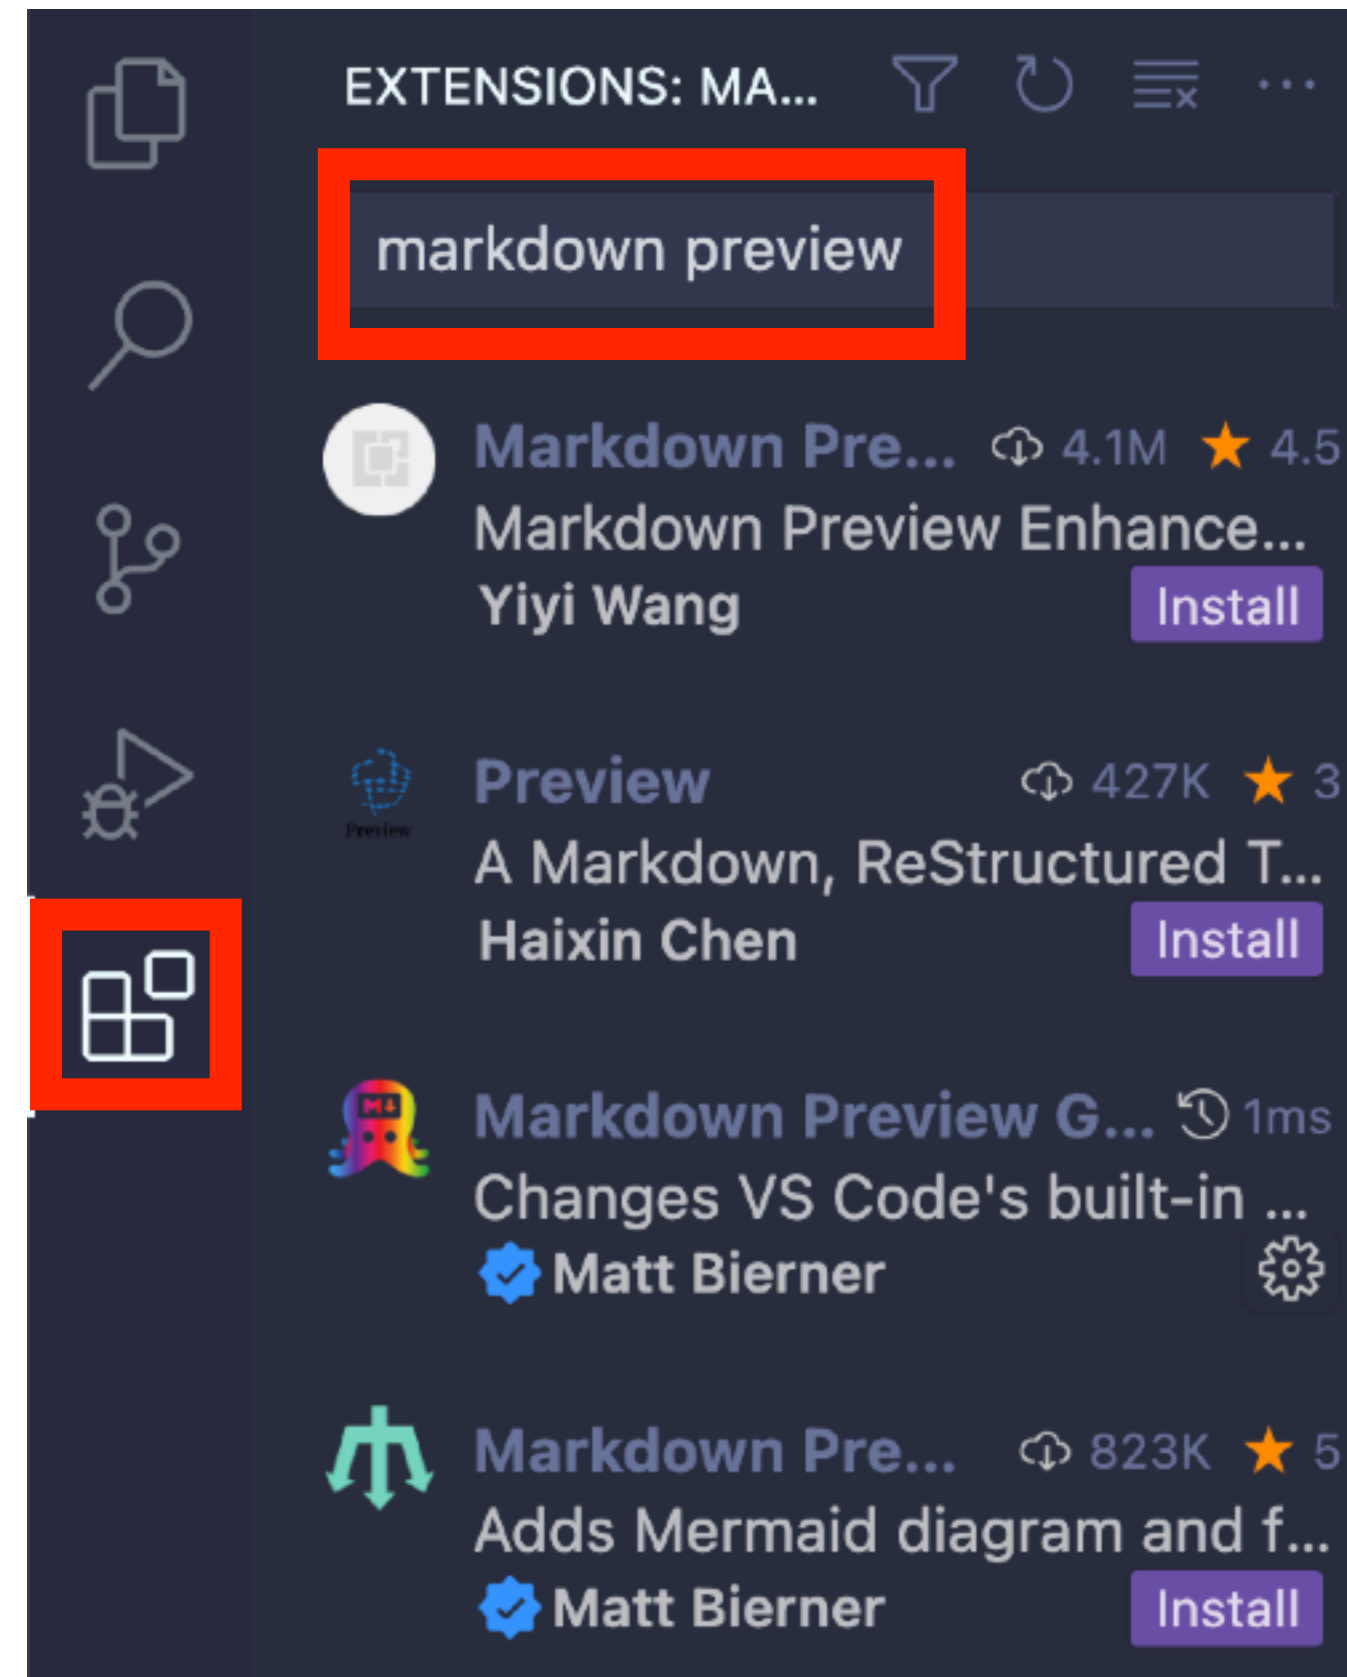 EXTENSIONS: MA...
markdown preview
Markdown Pre... 4.1M 4.5
Markdown Preview Enhance...
Yiyi Wang Install
Preview 427K 3
Preview
A Markdown, ReStructured T...
Haixin Chen Install
Markdown Preview G... 1ms
M↓
Changes VS Code's built-in ...
Matt Bierner
Markdown Pre... 823K 5
Adds Mermaid diagram and f...
Matt Bierner Install